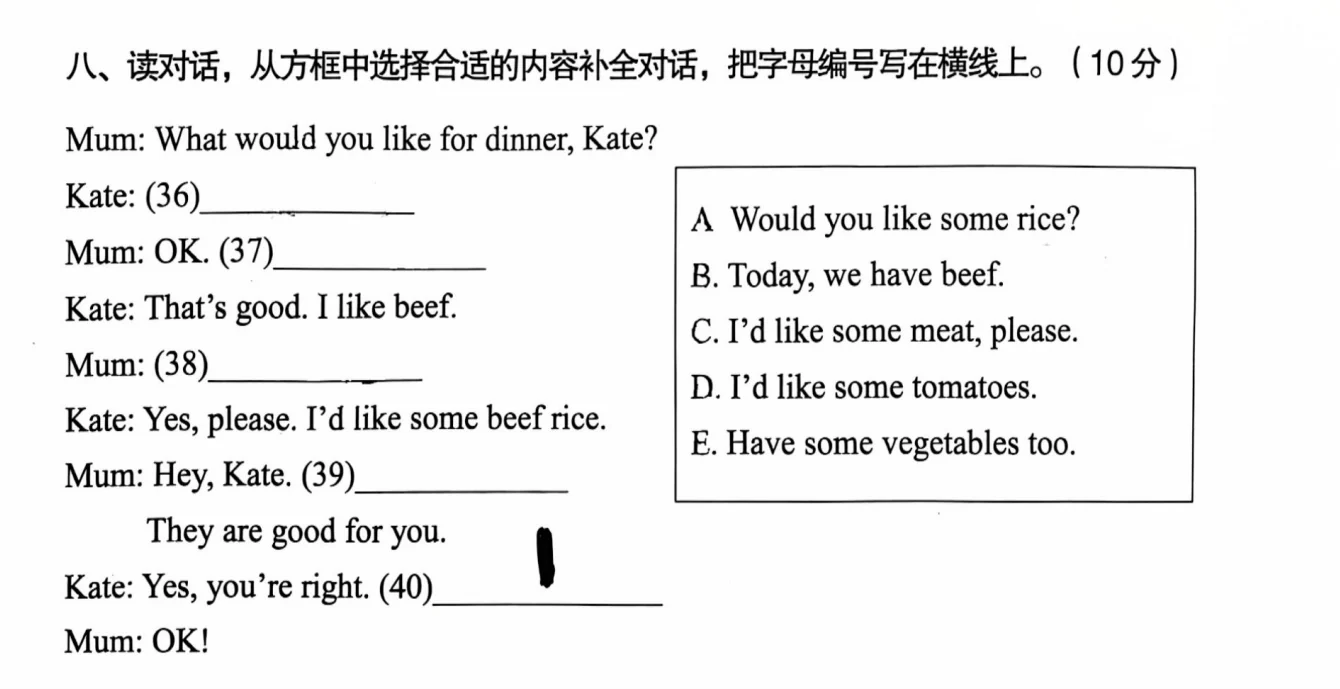 八、读对话，从方框中选择合适的内容补全对话，把字母编号写在横线上。（10分）
Mum: What would you like for dinner, Kate?
Kate: (36)______________
Mum: OK. (37)______________
Kate: That's good. I like beef.
Mum: (38)______________
Kate: Yes, please. I'd like some beef rice.
Mum: Hey, Kate. (39)______________
They are good for you.
Kate: Yes, you're right. (40)______________
Mum: OK!
A Would you like some rice?
B. Today, we have beef.
C. I'd like some meat, please.
D. I'd like some tomatoes.
E. Have some vegetables too.